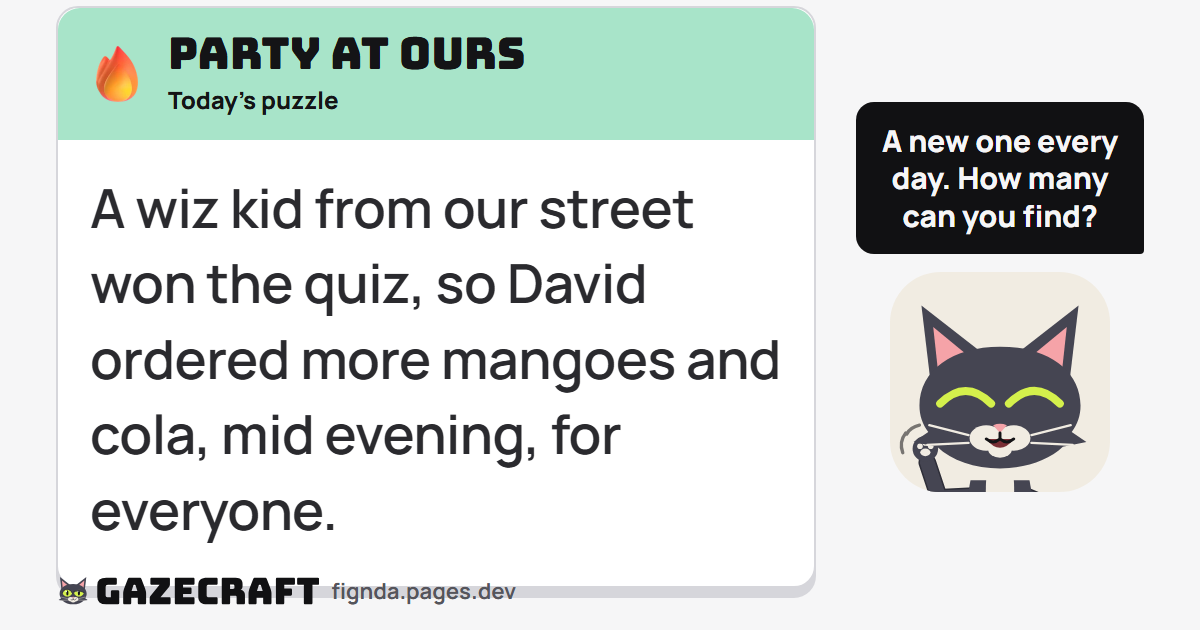 PARTY AT OURS
Today's puzzle
A wiz kid from our street
won the quiz, so David
ordered more mangoes and
cola, mid evening, for
everyone.
A new one every
day. How many
can you find?
GAZECRAFT fignda.pages.dev